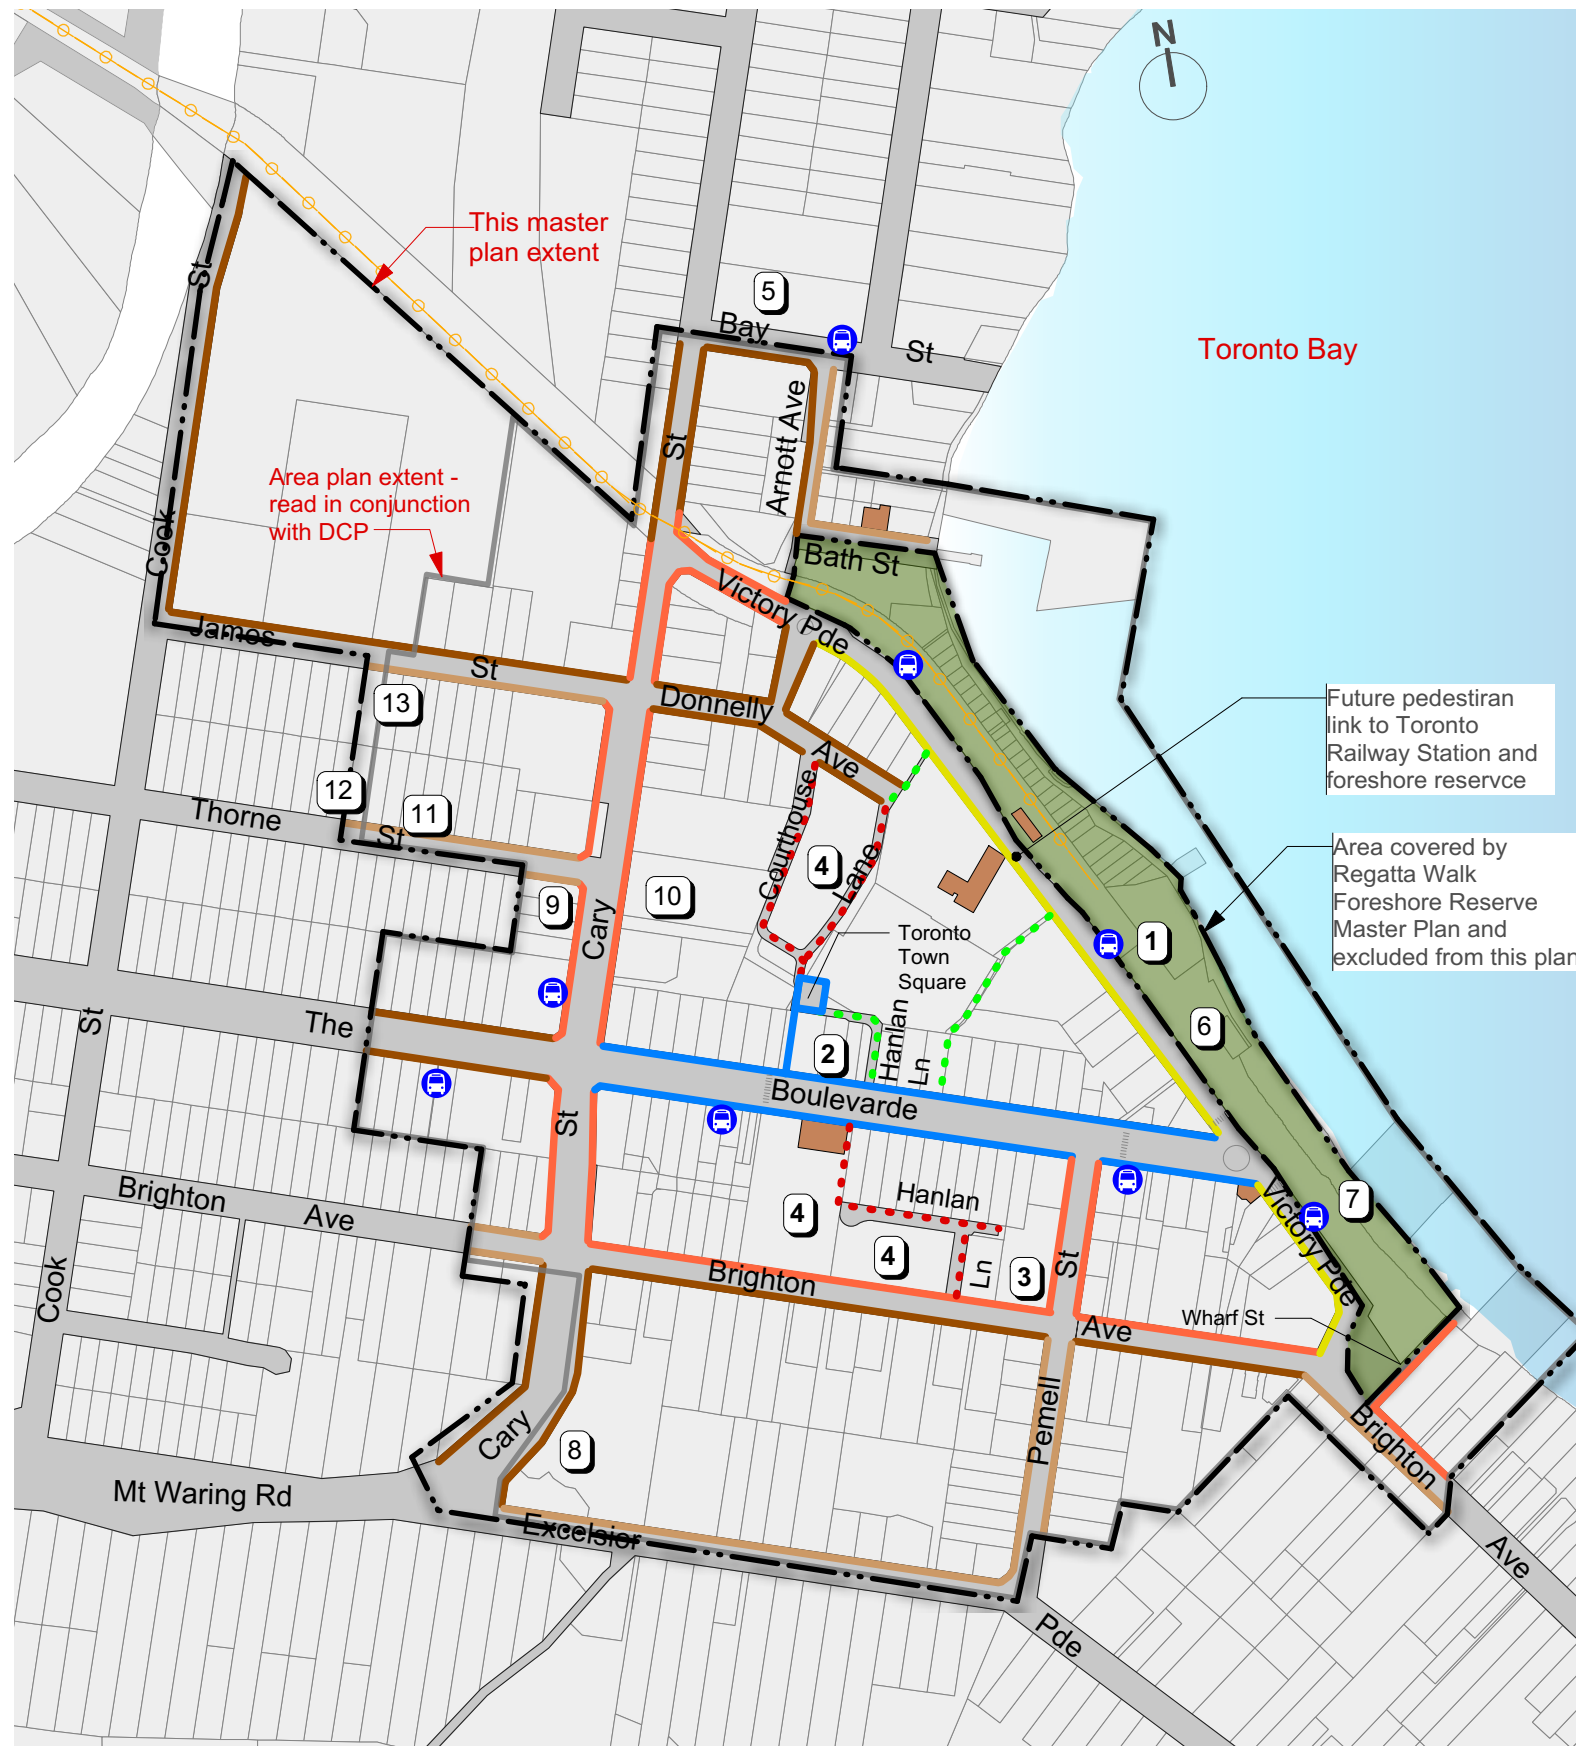 N
This master
plan extent
5
Bay
St
Toronto Bay
St
St
Arnott Ave
Area plan extent -
read in conjunction
with DCP
Cook
Bath St
Victory Pde
James
St
Donnelly
Ave
13
Future pedestiran
link to Toronto
Railway Station and
foreshore reservce
12
11
Thorne
St
Courthouse
4
Lane
Area covered by
Regatta Walk
Foreshore Reserve
Master Plan and
excluded from this plan
10
9
Cary
Toronto
Town
Square
1
6
St
The
Hanlan
Ln
2
Boulevarde
St
Brighton
Ave
Hanlan
4
4
Ln
3
St
7
Victory Pde
Cook
Brighton
Ave
Wharf St
Cary
8
Pemell
Brighton
Mt Waring Rd
Excelsior
Ave
Pde